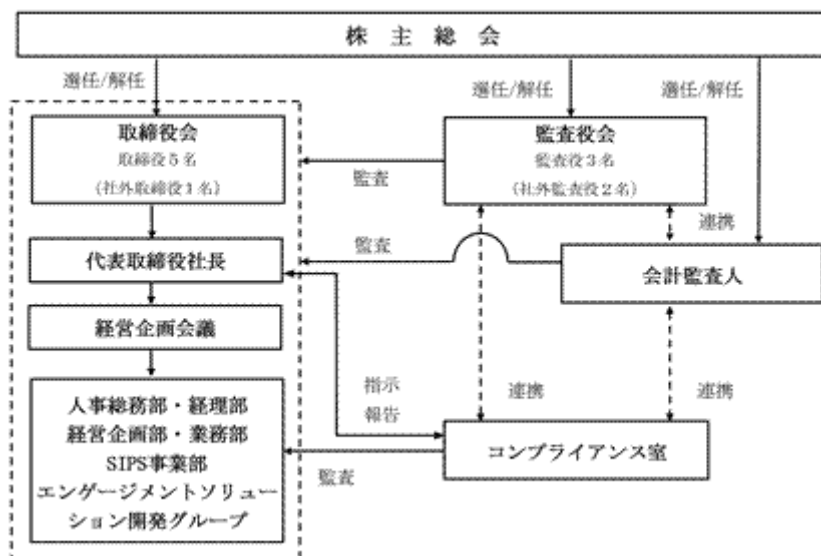 株主総会
選任/解任
選任/解任
選任/解任
取締役会
取締役5名
(社外取締役1名)
監査役会
監査役3名
(社外監査役2名)
監査
連携
代表取締役社長
監査
会計監査人
経営企画会議
指示
報告
連携
連携
人事総務部・経理部
経営企画部・業務部
SIPS事業部
エンゲージメントソリュー
ション開発グループ
コンプライアンス室
監査